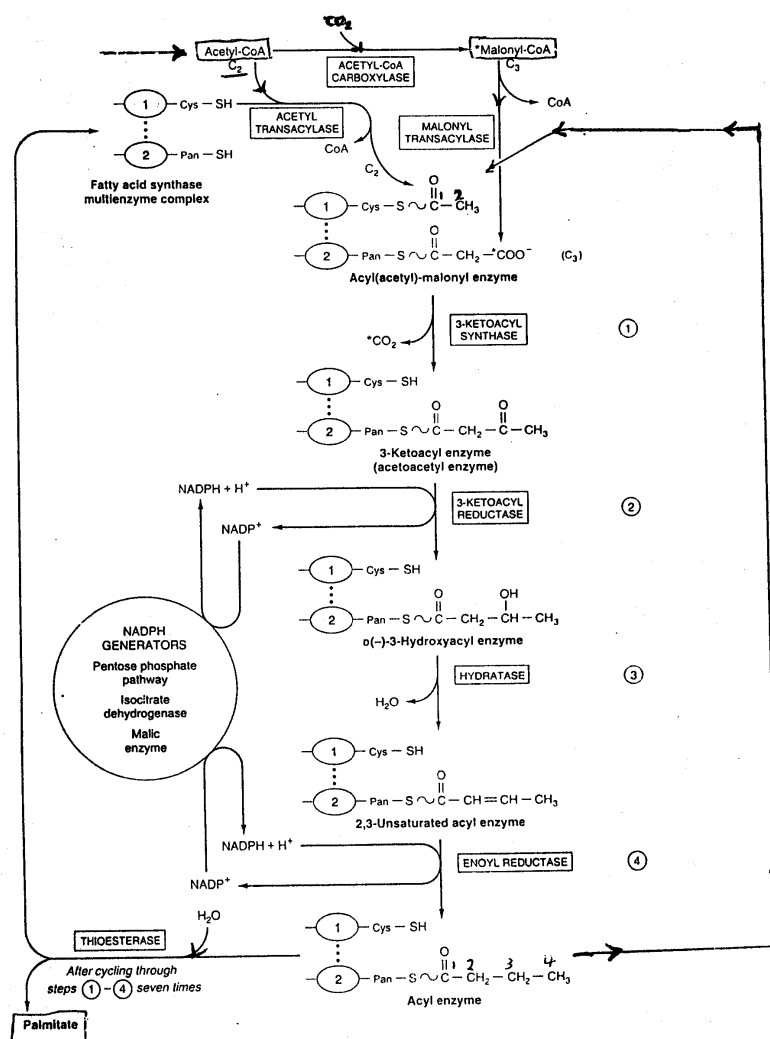 CO2
Acetyl-CoA
C2
ACETYL-CoA
CARBOXYLASE
*Malonyl-CoA
C3
CoA
1 Cys – SH
2 Pan – SH
Fatty acid synthase
multienzyme complex
ACETYL
TRANSACYLASE
CoA
C2
MALONYL
TRANSACYLASE
O
1 Cys – S ~ C – CH3
1 2
O
2 Pan – S ~ C – CH2 – *COO⁻ (C3)
Acyl(acetyl)-malonyl enzyme
*CO2
3-KETOACYL
SYNTHASE
1
1 Cys – SH
O O
2 Pan – S ~ C – CH2 – C – CH3
3-Ketoacyl enzyme
(acetoacetyl enzyme)
NADPH + H⁺
NADP⁺
3-KETOACYL
REDUCTASE
2
1 Cys – SH
O OH
2 Pan – S ~ C – CH2 – CH – CH3
D(–)-3-Hydroxyacyl enzyme
NADPH
GENERATORS
Pentose phosphate
pathway
Isocitrate
dehydrogenase
Malic
enzyme
H2O
HYDRATASE
3
1 Cys – SH
O
2 Pan – S ~ C – CH = CH – CH3
2,3-Unsaturated acyl enzyme
NADPH + H⁺
NADP⁺
ENOYL REDUCTASE
4
H2O
THIOESTERASE
After cycling through
steps 1 – 4 seven times
Palmitate
1 Cys – SH
O 1 2 3 4
2 Pan – S ~ C – CH2 – CH2 – CH3
Acyl enzyme